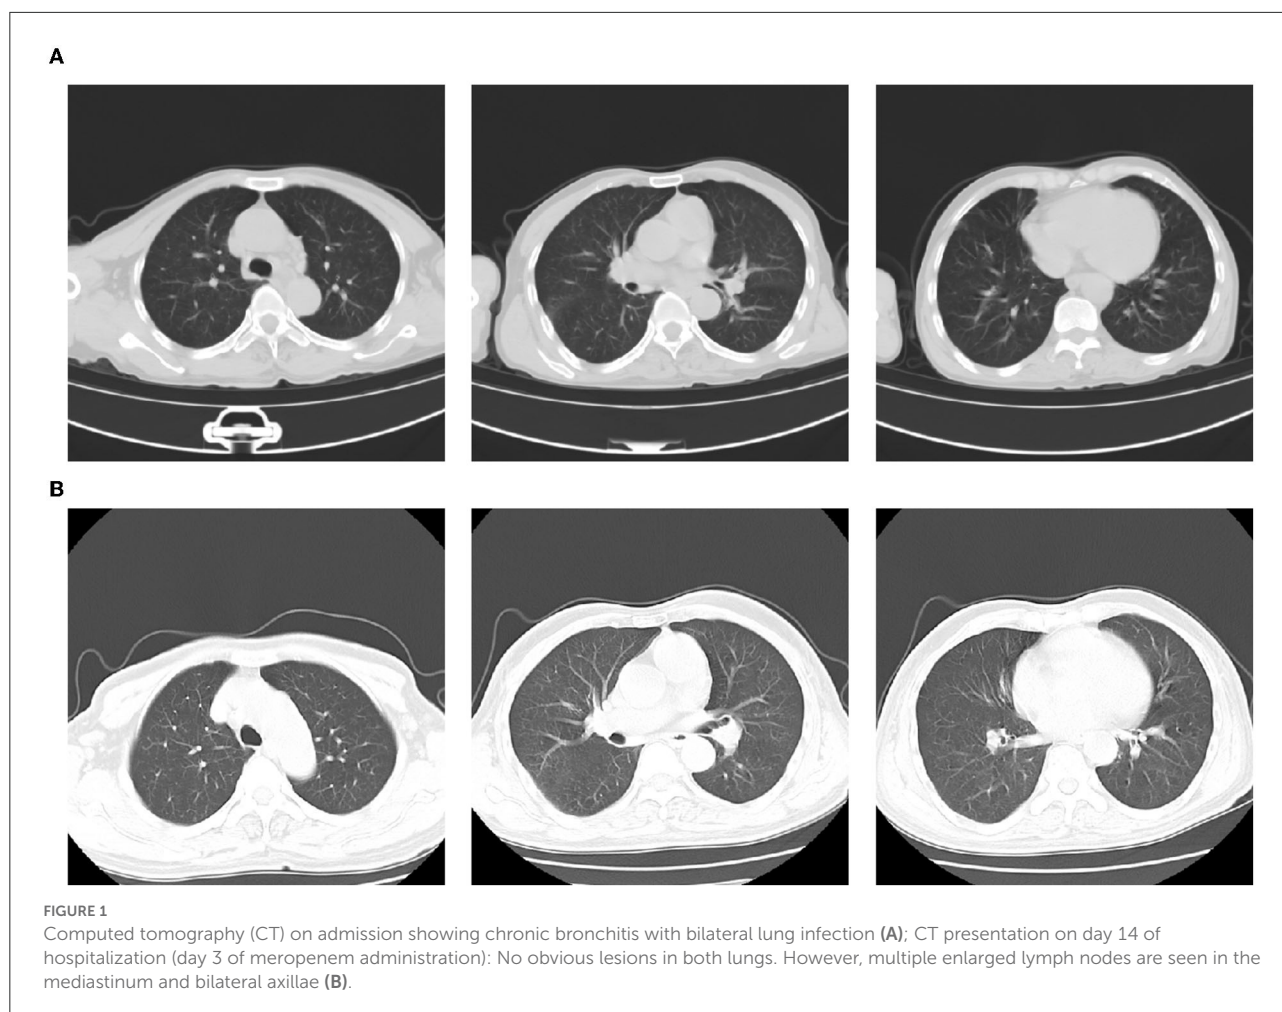 A
B
FIGURE 1
Computed tomography (CT) on admission showing chronic bronchitis with bilateral lung infection (A); CT presentation on day 14 of
hospitalization (day 3 of meropenem administration): No obvious lesions in both lungs. However, multiple enlarged lymph nodes are seen in the
mediastinum and bilateral axillae (B).